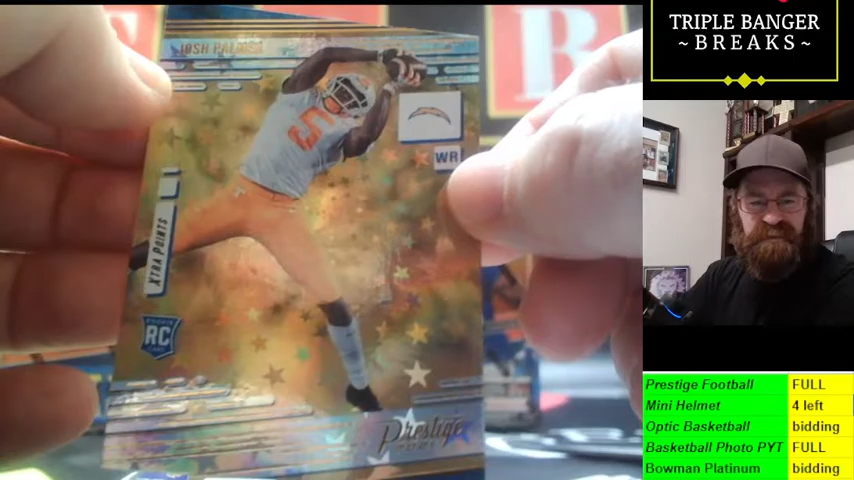 JOSH PALMER
5
WR
XTRA POINTS
RC
Prestige
B
TRIPLE BANGER
~ BREAKS ~
Prestige Football FULL
Mini Helmet 4 left
Optic Basketball bidding
Basketball Photo PYT FULL
Bowman Platinum bidding